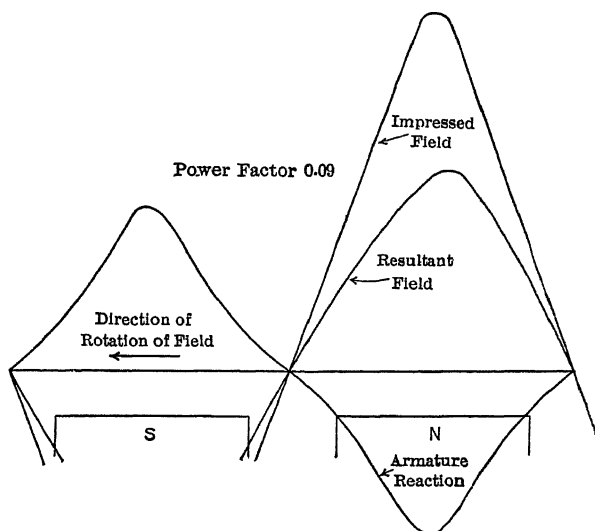 Impressed
Field
Power Factor 0.09
Resultant
Field
Direction of
Rotation of Field
S
N
Armature
Reaction